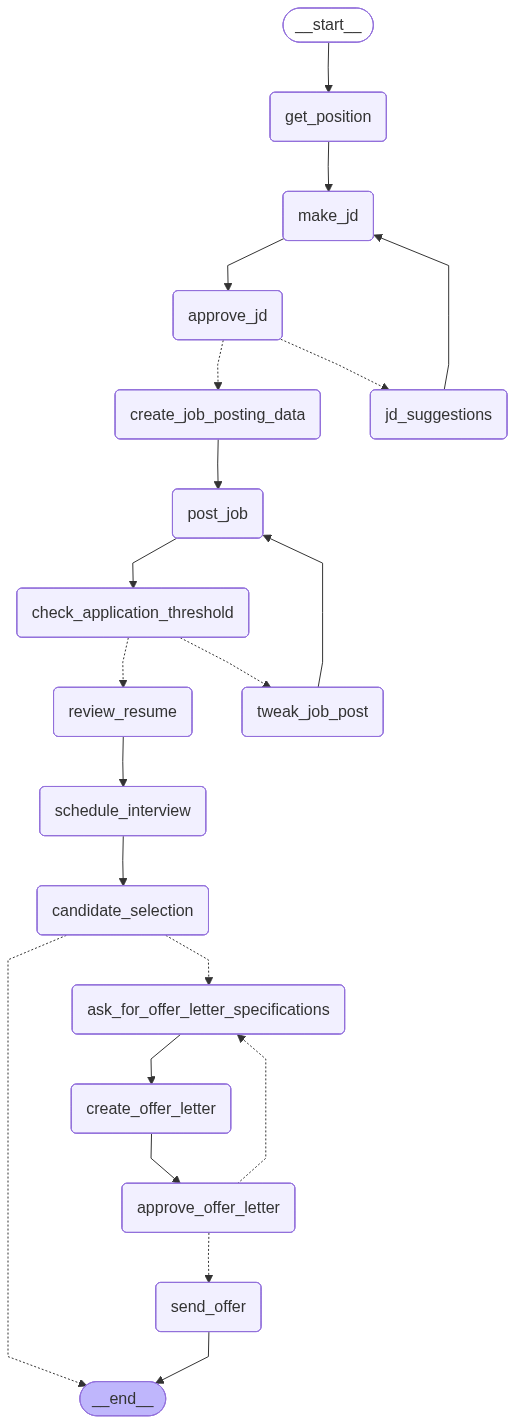 __start__
get_position
make_jd
approve_jd
create_job_posting_data
jd_suggestions
post_job
check_application_threshold
review_resume
tweak_job_post
schedule_interview
candidate_selection
ask_for_offer_letter_specifications
create_offer_letter
approve_offer_letter
send_offer
__end__